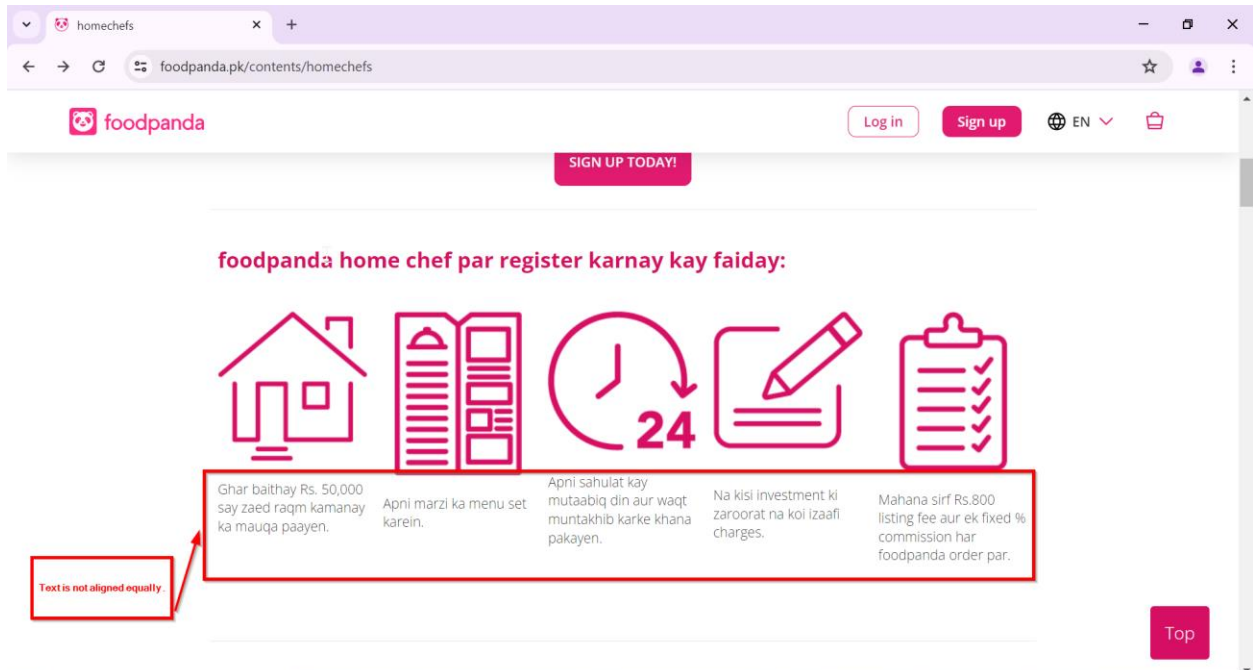 homechefs
foodpanda.pk/contents/homechefs
foodpanda
Log in
Sign up
EN
SIGN UP TODAY!
foodpanda home chef par register karnay kay faiday:
24
Ghar baithay Rs. 50,000
say zaed raqm kamanay
ka mauqa paayen.
Apni marzi ka menu set
karein.
Apni sahulat kay
mutaabiq din aur waqt
muntakhib karke khana
pakayen.
Na kisi investment ki
zaroorat na koi izaafi
charges.
Mahana sirf Rs.800
listing fee aur ek fixed %
commission har
foodpanda order par.
Text is not aligned equally.
Top